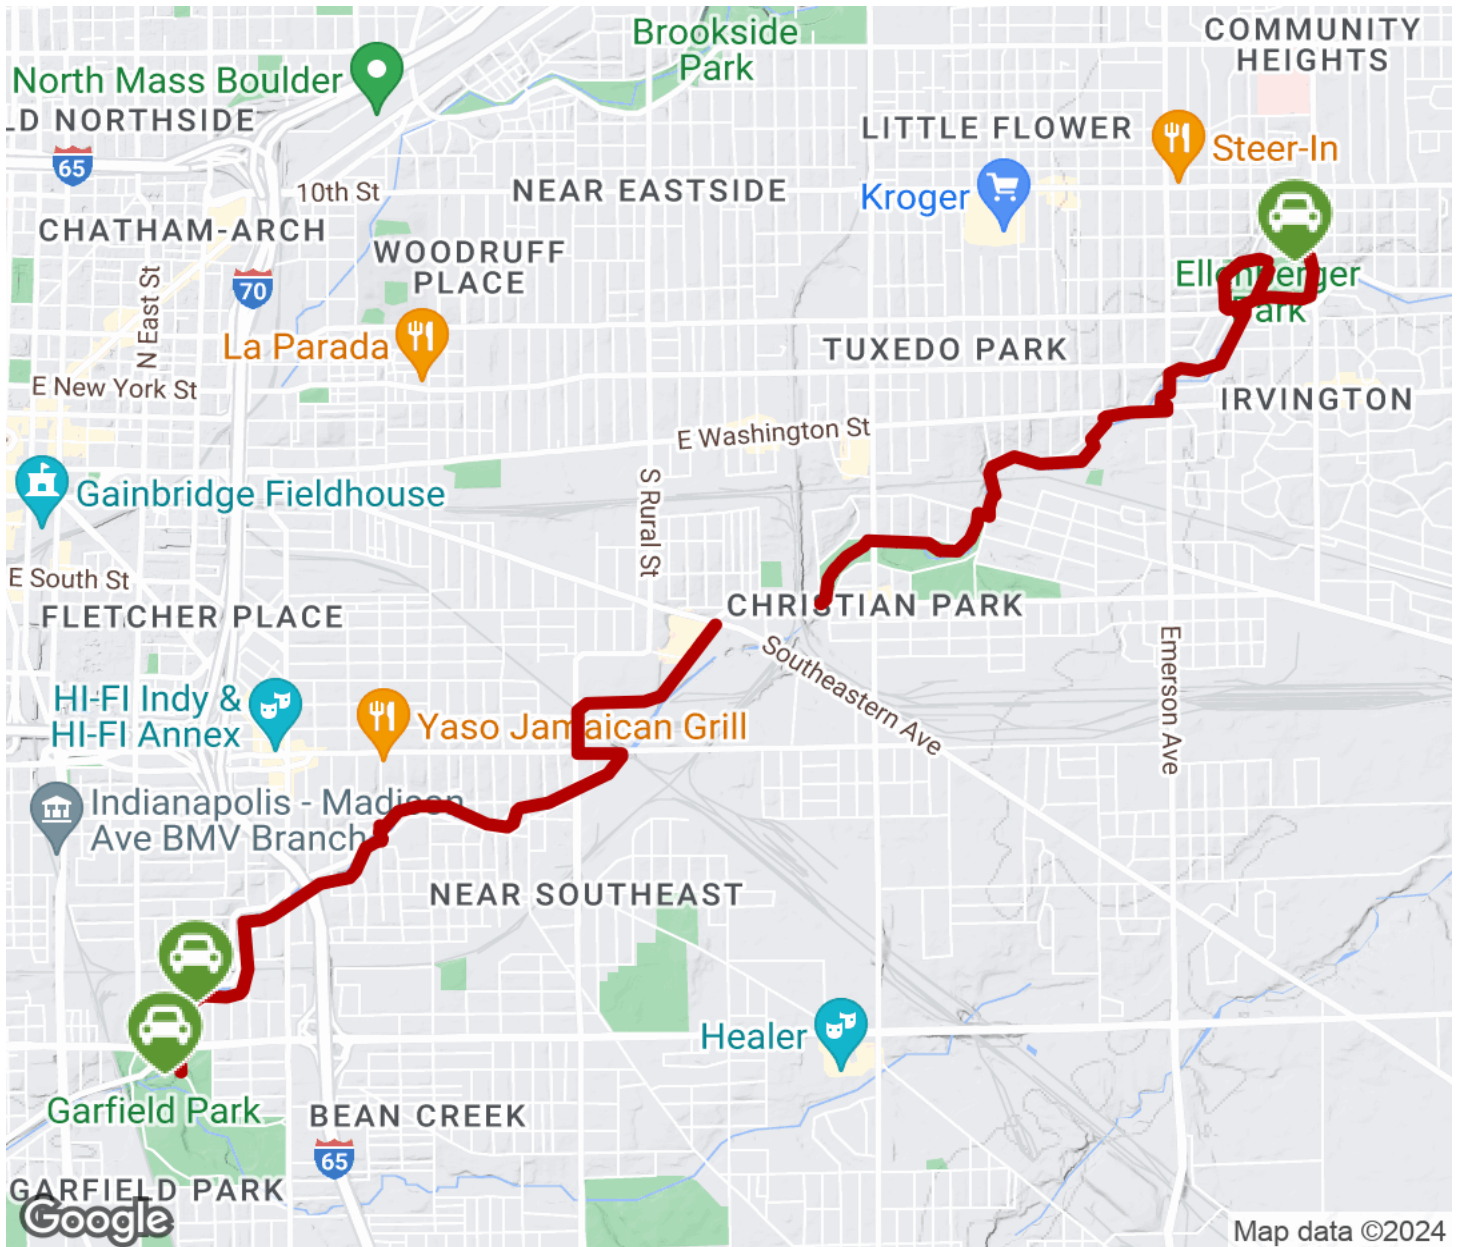 COMMUNITY
HEIGHTS
Brookside
Park
North Mass Boulder
LD NORTHSIDE
LITTLE FLOWER
Steer-In
65
10th St
NEAR EASTSIDE
Kroger
CHATHAM-ARCH
WOODRUFF
PLACE
Ellenberger
Park
70
N East St
La Parada
TUXEDO PARK
E New York St
IRVINGTON
E Washington St
Gainbridge Fieldhouse
S Rural St
E South St
FLETCHER PLACE
CHRISTIAN PARK
Southeastern Ave
Emerson Ave
HI-FI Indy &
HI-FI Annex
Yaso Jamaican Grill
Indianapolis - Madison
Ave BMV Branch
NEAR SOUTHEAST
Healer
Garfield Park
BEAN CREEK
65
GARFIELD PARK
Google
Map data ©2024